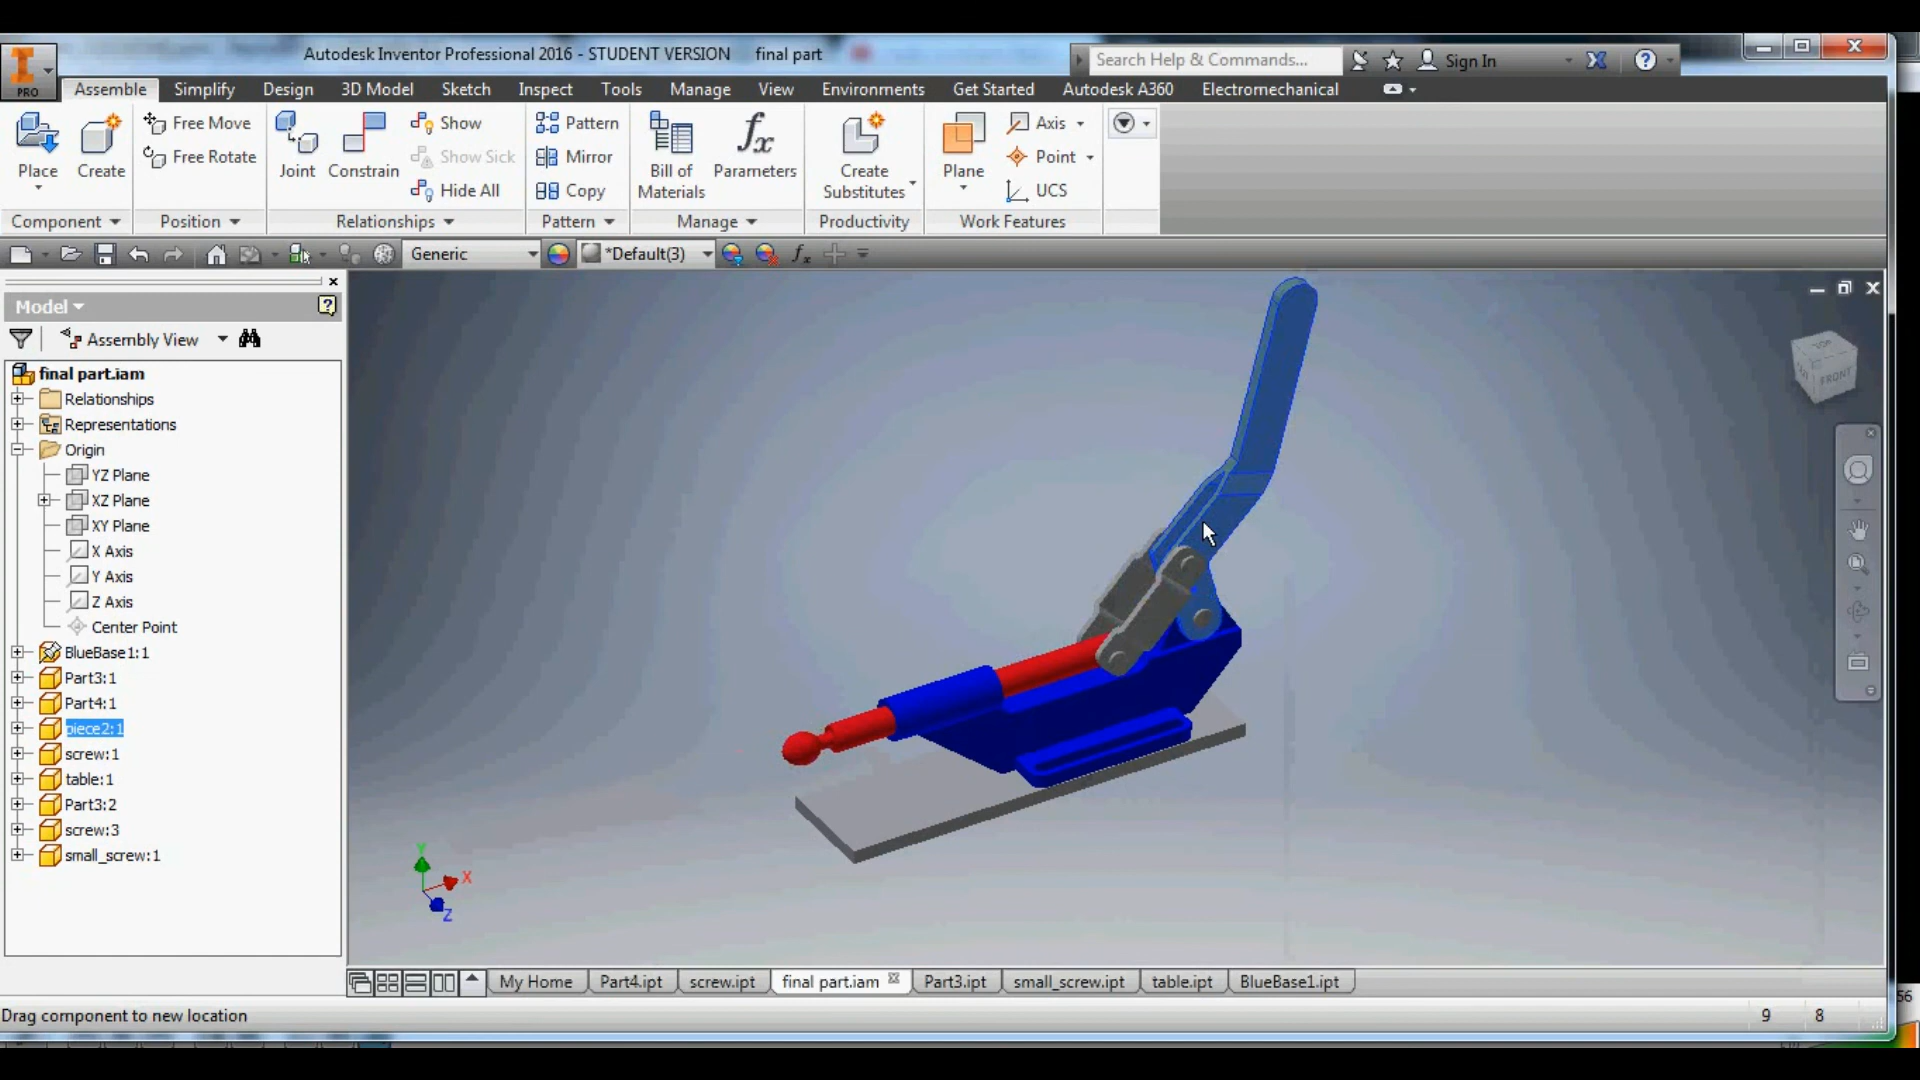 Autodesk Inventor Professional 2016 - STUDENT VERSION final part
Search Help & Commands... Sign In
PRO
Assemble Simplify Design 3D Model Sketch Inspect Tools Manage View Environments Get Started Autodesk A360 Electromechanical
Place Create
Free Move
Free Rotate
Joint Constrain
Show
Show Sick
Hide All
Pattern
Mirror
Copy
Bill of Materials
fx Parameters
Create Substitutes
Plane
Axis
Point
UCS
Component Position Relationships Pattern Manage Productivity Work Features
Generic *Default(3) fx
Model
Assembly View
final part.iam
Relationships
Representations
Origin
YZ Plane
XZ Plane
XY Plane
X Axis
Y Axis
Z Axis
Center Point
BlueBase1:1
Part3:1
Part4:1
piece2:1
screw:1
table:1
Part3:2
screw:3
small_screw:1
TOP
FRONT
Y
X
Z
My Home Part4.ipt screw.ipt final part.iam Part3.ipt small_screw.ipt table.ipt BlueBase1.ipt
Drag component to new location 9 8
56